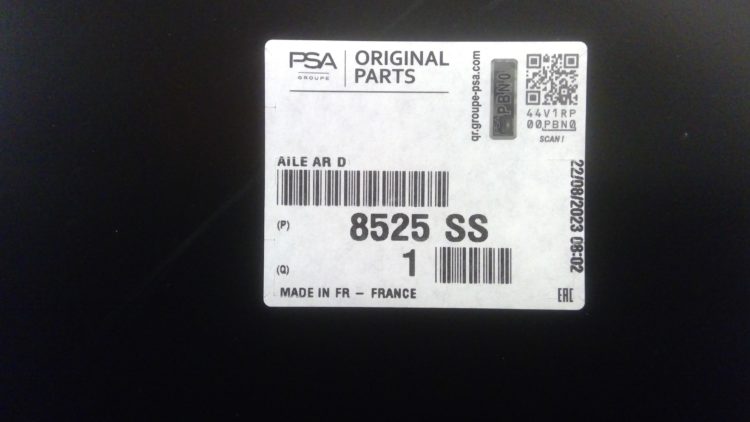 PSA
GROUPE
ORIGINAL
PARTS
qr.groupe-psa.com
PBN0
44V1RP
00PBN0
SCAN!
22/08/2023 08:02
AILE AR D
(P)
8525 SS
(Q)
1
MADE IN FR – FRANCE
EAC